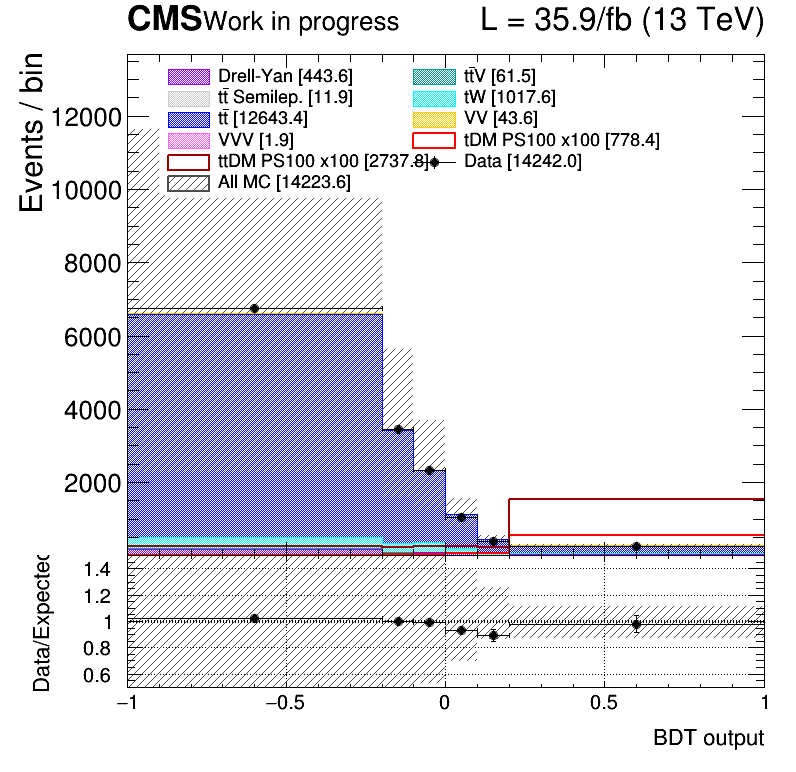 CMS Work in progress L = 35.9/fb (13 TeV)
Events / bin
Drell-Yan [443.6] tt̄V [61.5]
tt̄ Semilep. [11.9] tW [1017.6]
tt̄ [12643.4] VV [43.6]
VVV [1.9] tDM PS100 x100 [778.4]
ttDM PS100 x100 [2737.8] Data [14242.0]
All MC [14223.6]
12000
10000
8000
6000
4000
2000
Data/Expected
1.4
1.2
1
0.8
0.6
−1 −0.5 0 0.5 1
BDT output